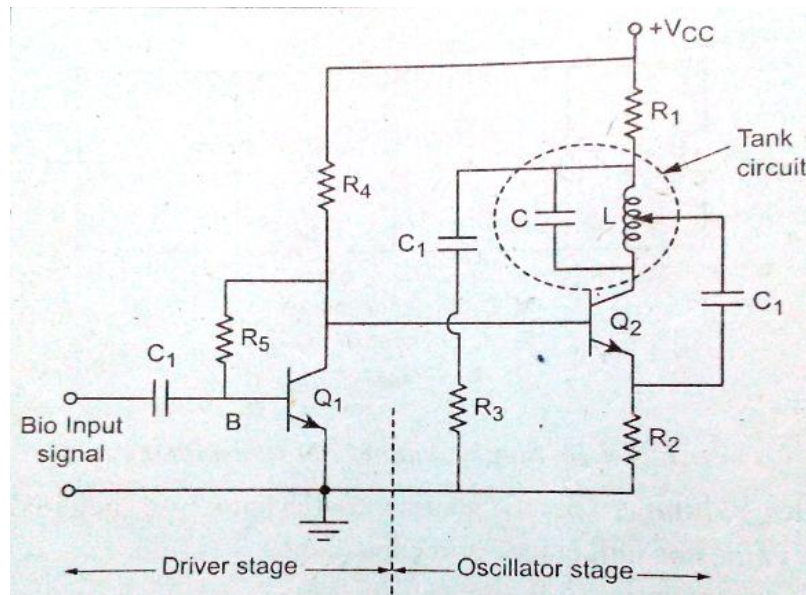 +VCC
R1
Tank
circuit
R4
C
L
C1
C1
R5
Q2
C1
B
Q1
R3
R2
Bio Input
signal
Driver stage
Oscillator stage